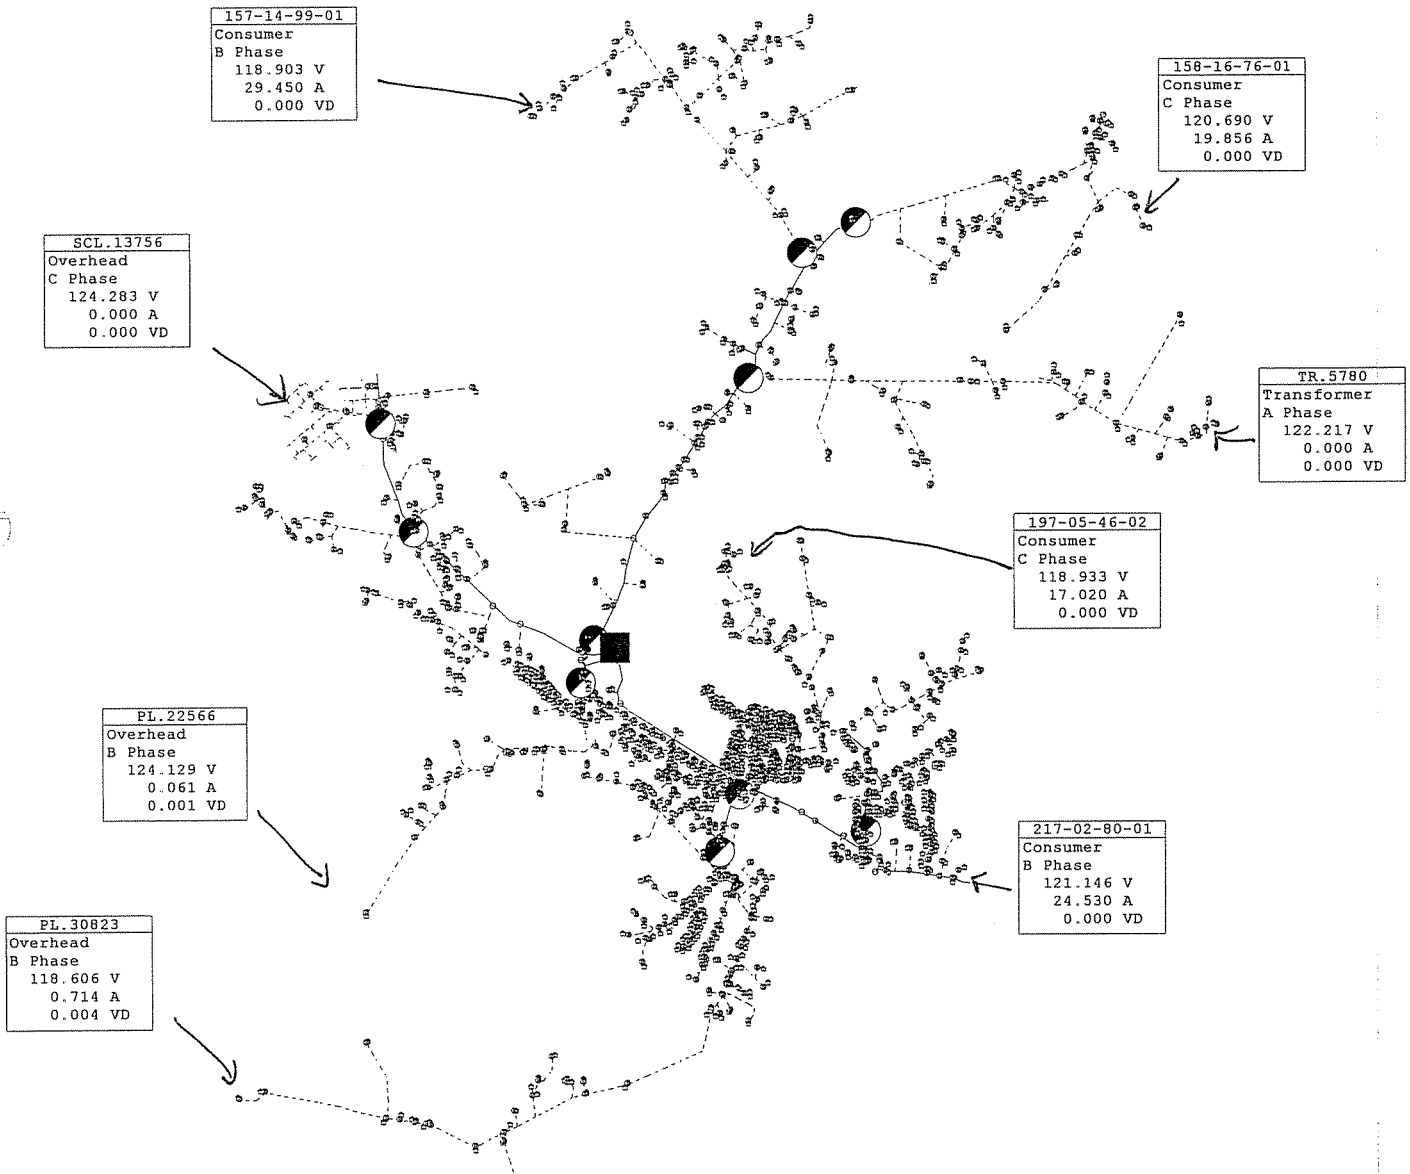 157-14-99-01
Consumer
B Phase
118.903 V
29.450 A
0.000 VD
158-16-76-01
Consumer
C Phase
120.690 V
19.856 A
0.000 VD
SCL.13756
Overhead
C Phase
124.283 V
0.000 A
0.000 VD
TR.5780
Transformer
A Phase
122.217 V
0.000 A
0.000 VD
197-05-46-02
Consumer
C Phase
118.933 V
17.020 A
0.000 VD
PL.22566
Overhead
B Phase
124.129 V
0.061 A
0.001 VD
217-02-80-01
Consumer
B Phase
121.146 V
24.530 A
0.000 VD
PL.30823
Overhead
B Phase
118.606 V
0.714 A
0.004 VD